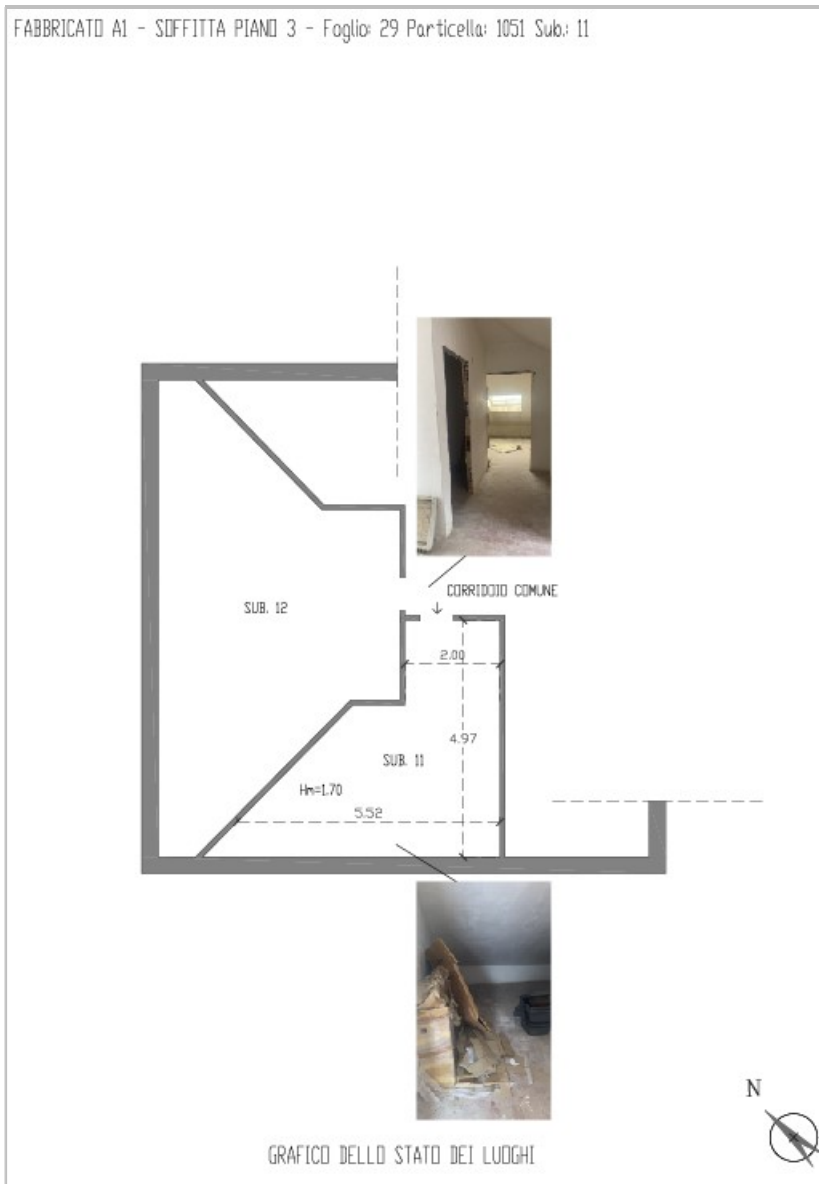 FABBRICATO A1 - SOFFITTA PIANO 3 - Foglio: 29 Particella: 1051 Sub.: 11
CORRIDOIO COMUNE
SUB. 12
2.00
4.97
SUB. 11
Hm=1.70
5.52
N
GRAFICO DELLO STATO DEI LUOGHI